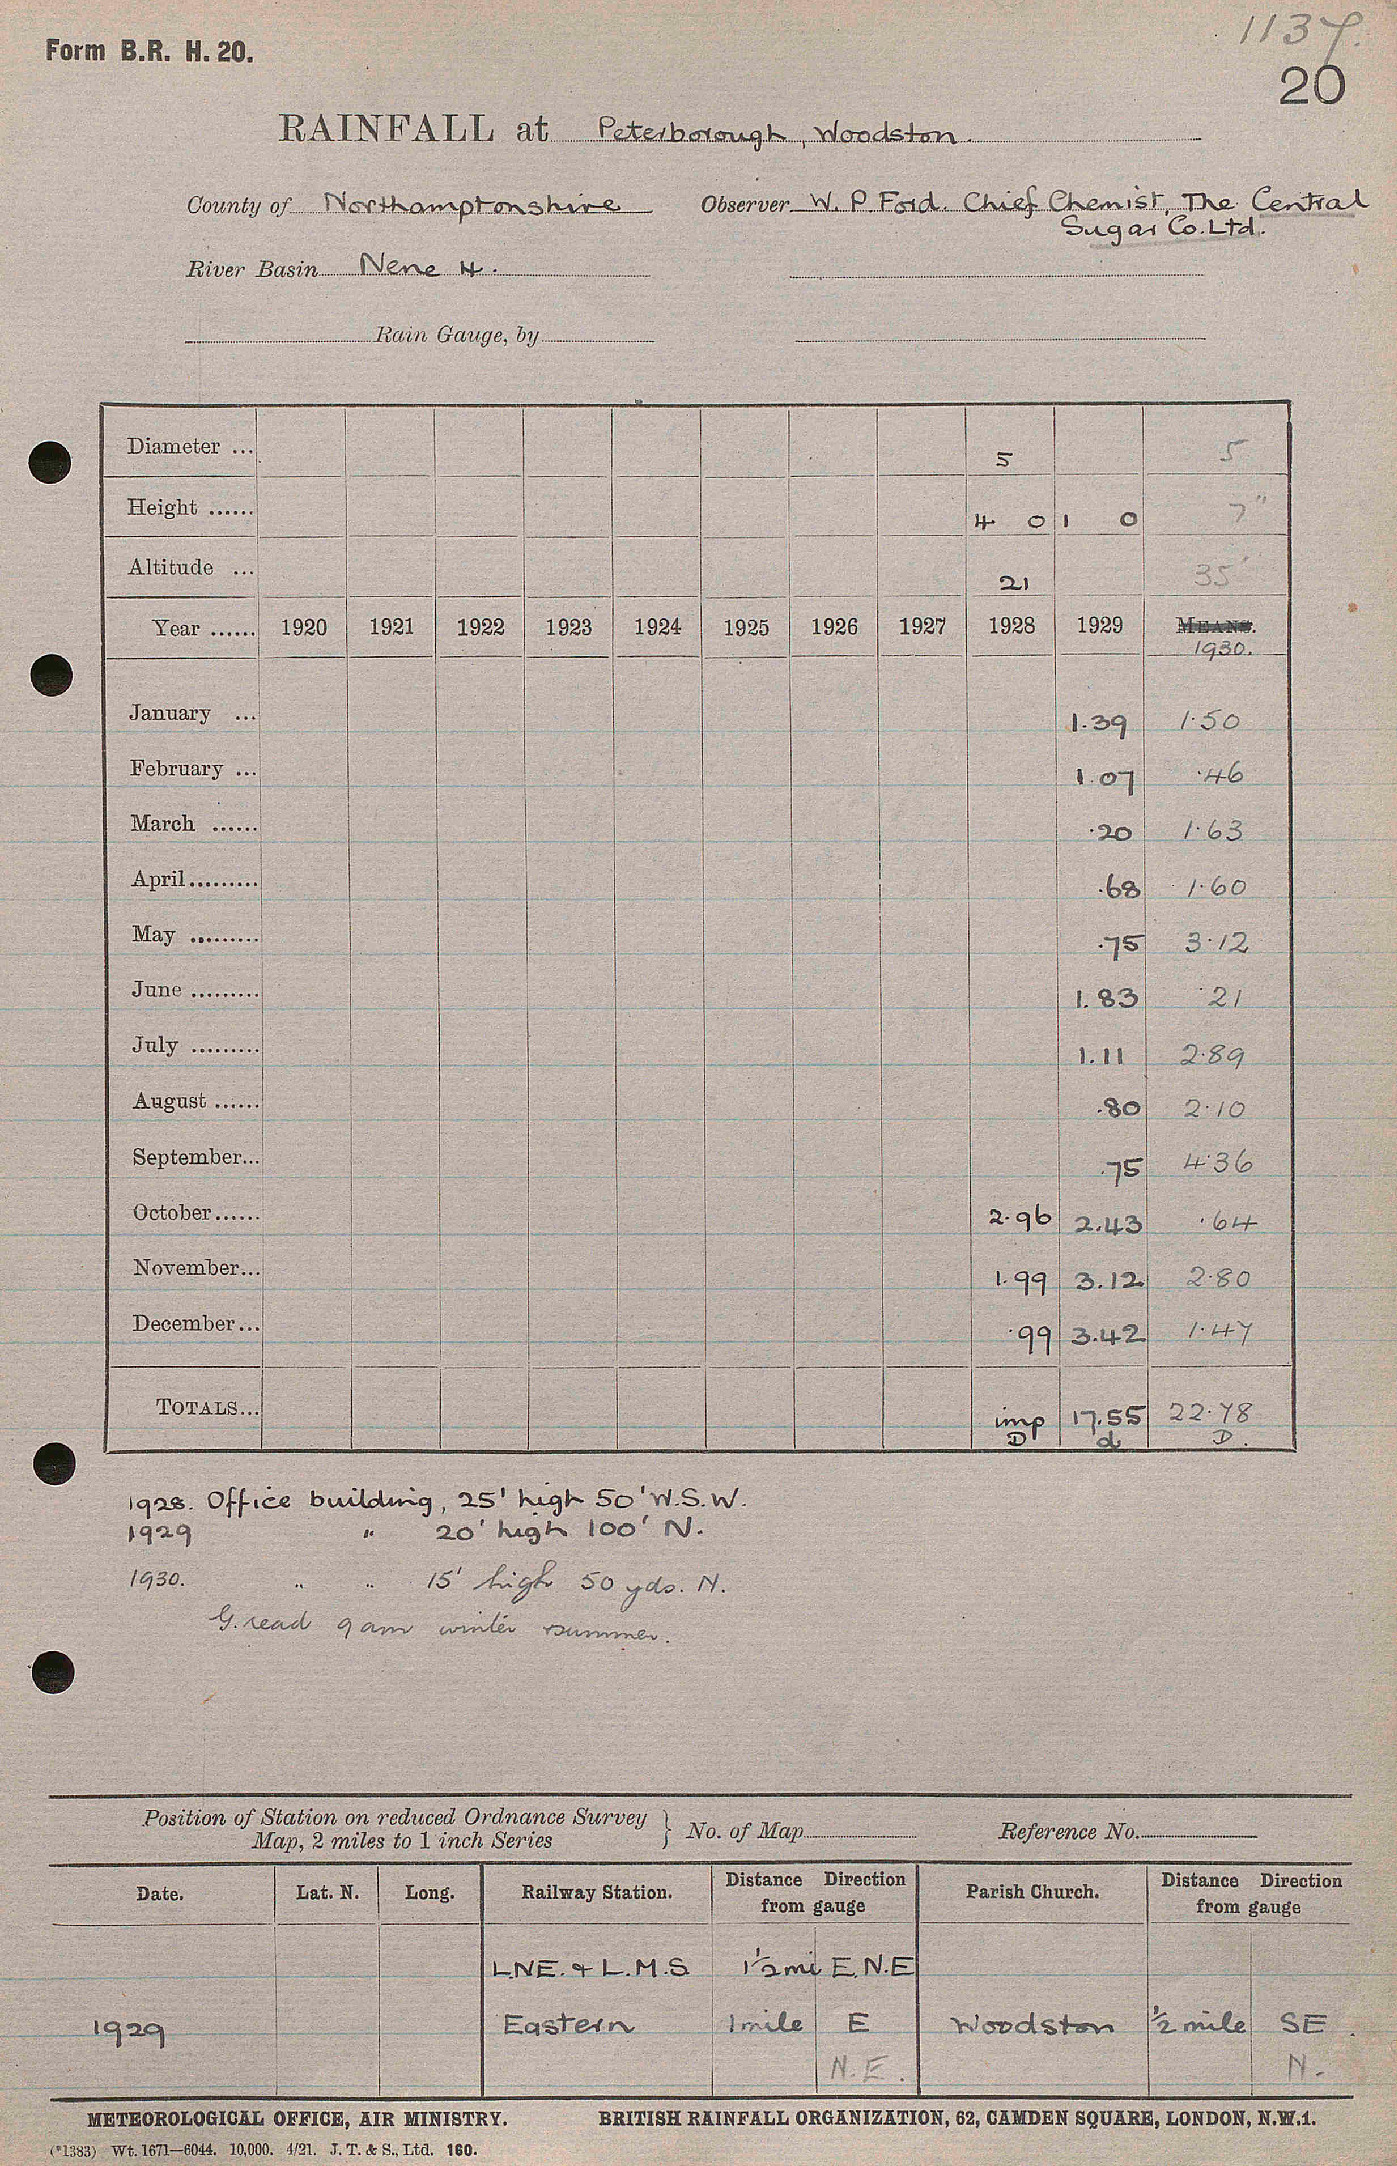 1137.
Form B.R. H. 20.
20
RAINFALL at Peterborough, Woodston.
County of Northamptonshire Observer W. P. Ford. Chief Chemist, The Central
Sugar Co. Ltd.
River Basin Nene 4.
Rain Gauge, by
Diameter ... 5 5
Height ...... 4 0 1 0 7"
Altitude ... 21 35'
Year ...... 1920 1921 1922 1923 1924 1925 1926 1927 1928 1929 MEANS.
1930.
January ... 1.39 1.50
February ... 1.07 .46
March ...... .20 1.63
April ......... .68 1.60
May ......... .75 3.12
June ......... 1.83 .21
July ......... 1.11 2.89
August ...... .80 2.10
September... .75 4.36
October ...... 2.96 2.43 .64
November... 1.99 3.12 2.80
December... .99 3.42 1.47
TOTALS... imp 17.55 22.78
D d D.
1928. Office building, 25' high 50' W.S.W.
1929 " 20' high 100' N.
1930. " " 15' high 50 yds. N.
G. read 9 am winter summer.
Position of Station on reduced Ordnance Survey
Map, 2 miles to 1 inch Series } No. of Map Reference No.
Date. Lat. N. Long. Railway Station. Distance Direction from gauge Parish Church. Distance Direction from gauge
L.N.E. & L.M.S 1½ mi E.N.E
1929 Eastern 1 mile E Woodston ½ mile SE.
N.E. N.
METEOROLOGICAL OFFICE, AIR MINISTRY. BRITISH RAINFALL ORGANIZATION, 62, CAMDEN SQUARE, LONDON, N.W.1.
(*1383) Wt. 1671—6044. 10,000. 4/21. J. T. & S., Ltd. 160.